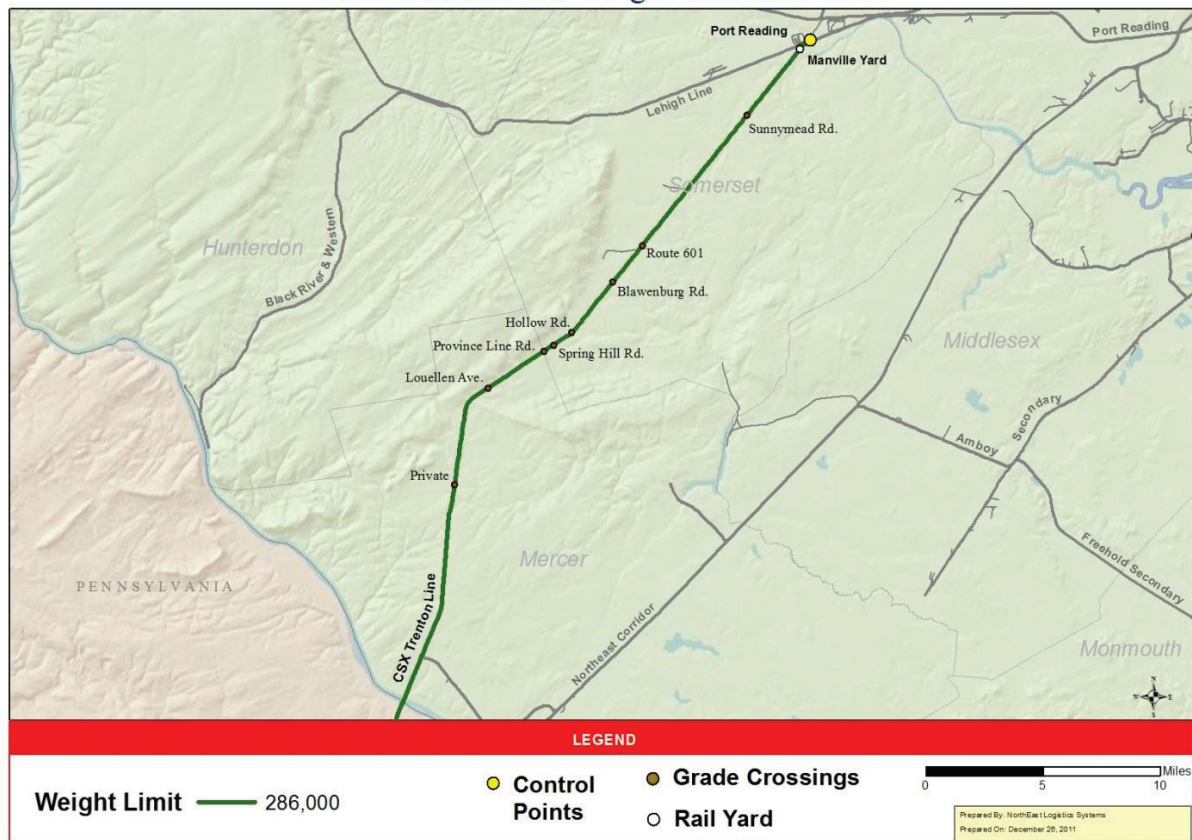 Port Reading
Port Reading
Manville Yard
Lehigh Line
Sunnymead Rd.
Somerset
Hunterdon
Black River & Western
Route 601
Blawenburg Rd.
Hollow Rd.
Province Line Rd.
Spring Hill Rd.
Middlesex
Louellen Ave.
Secondary
Amboy
Private
Mercer
PENNSYLVANIA
Freehold Secondary
CSX Trenton Line
Northeast Corridor
Monmouth
N
W E
S
LEGEND
Weight Limit 286,000
Control
Points
Grade Crossings
Rail Yard
Miles
0 5 10
Prepared By: NorthEast Logistics Systems
Prepared On: December 26, 2011